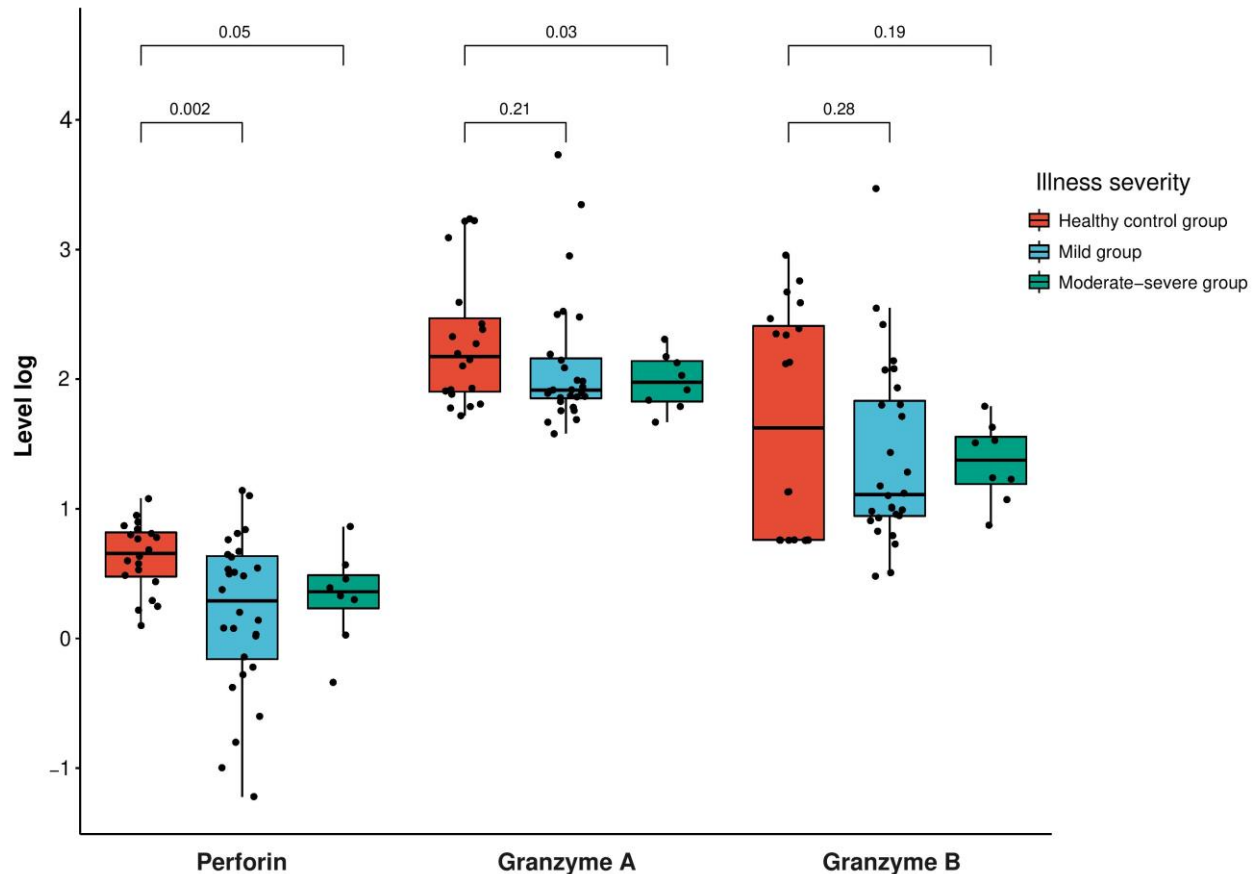 0.05
0.03
0.19
0.002
0.21
0.28
4
3
2
1
0
−1
Level log
Illness severity
Healthy control group
Mild group
Moderate−severe group
Perforin
Granzyme A
Granzyme B